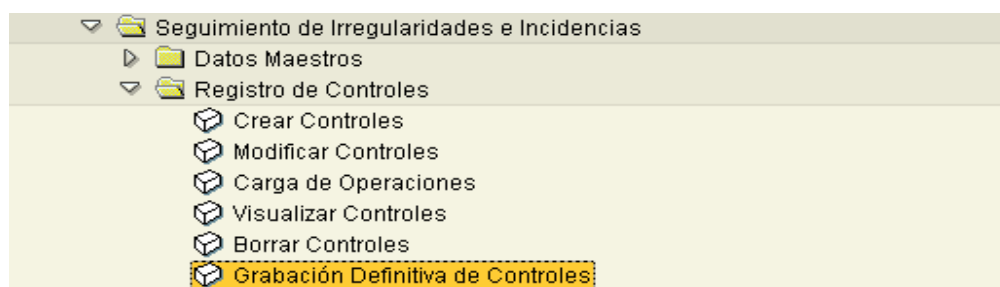 Seguimiento de Irregularidades e Incidencias
Datos Maestros
Registro de Controles
Crear Controles
Modificar Controles
Carga de Operaciones
Visualizar Controles
Borrar Controles
Grabación Definitiva de Controles